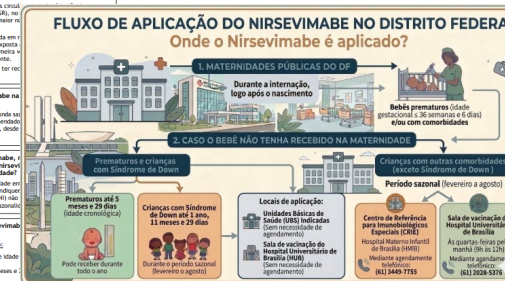 FLUXO DE APLICAÇÃO DO NIRSEVIMABE NO DISTRITO FEDERA
Onde o Nirsevimabe é aplicado?
1. MATERNIDADES PÚBLICAS DO DF
Durante a internação,
logo após o nascimento
Bebês prematuros (idade
gestacional ≤ 36 semanas e 6 dias)
e/ou com comorbidades
2. CASO O BEBÊ NÃO TENHA RECEBIDO NA MATERNIDADE
Prematuros e crianças
com Síndrome de Down
Prematuros até 5
meses e 29 dias
(idade cronológica)
Pode receber durante
todo o ano
Crianças com Síndrome
de Down até 1 ano,
11 meses e 29 dias
Durante o período sazonal
(fevereiro o agosto)
Locais de aplicação:
Unidades Básicas de
Saúde (UBS) Indicadas
(Sem necessidade de
agendamento)
Sala de vacinação do
Hospital Universitário de
Brasília (HUB)
(Sem necessidade de
agendamento)
Crianças com outras comorbidades
(exceto Síndrome de Down )
Período sazonal (fevereiro a agosto)
Centro de Referência
para Imunobiológicos
Especiais (CRIE)
Hospital Materno Infantil
de Brasília (HMIB)
Mediante agendamento
telefônico:
(61) 3449-7755
Sala de vacinação d
Hospital Universitári
de Brasília
Às quartas-feiras pel
manhã (9h às 12h)
Mediante agendame
telefônico:
(61) 2028-5376